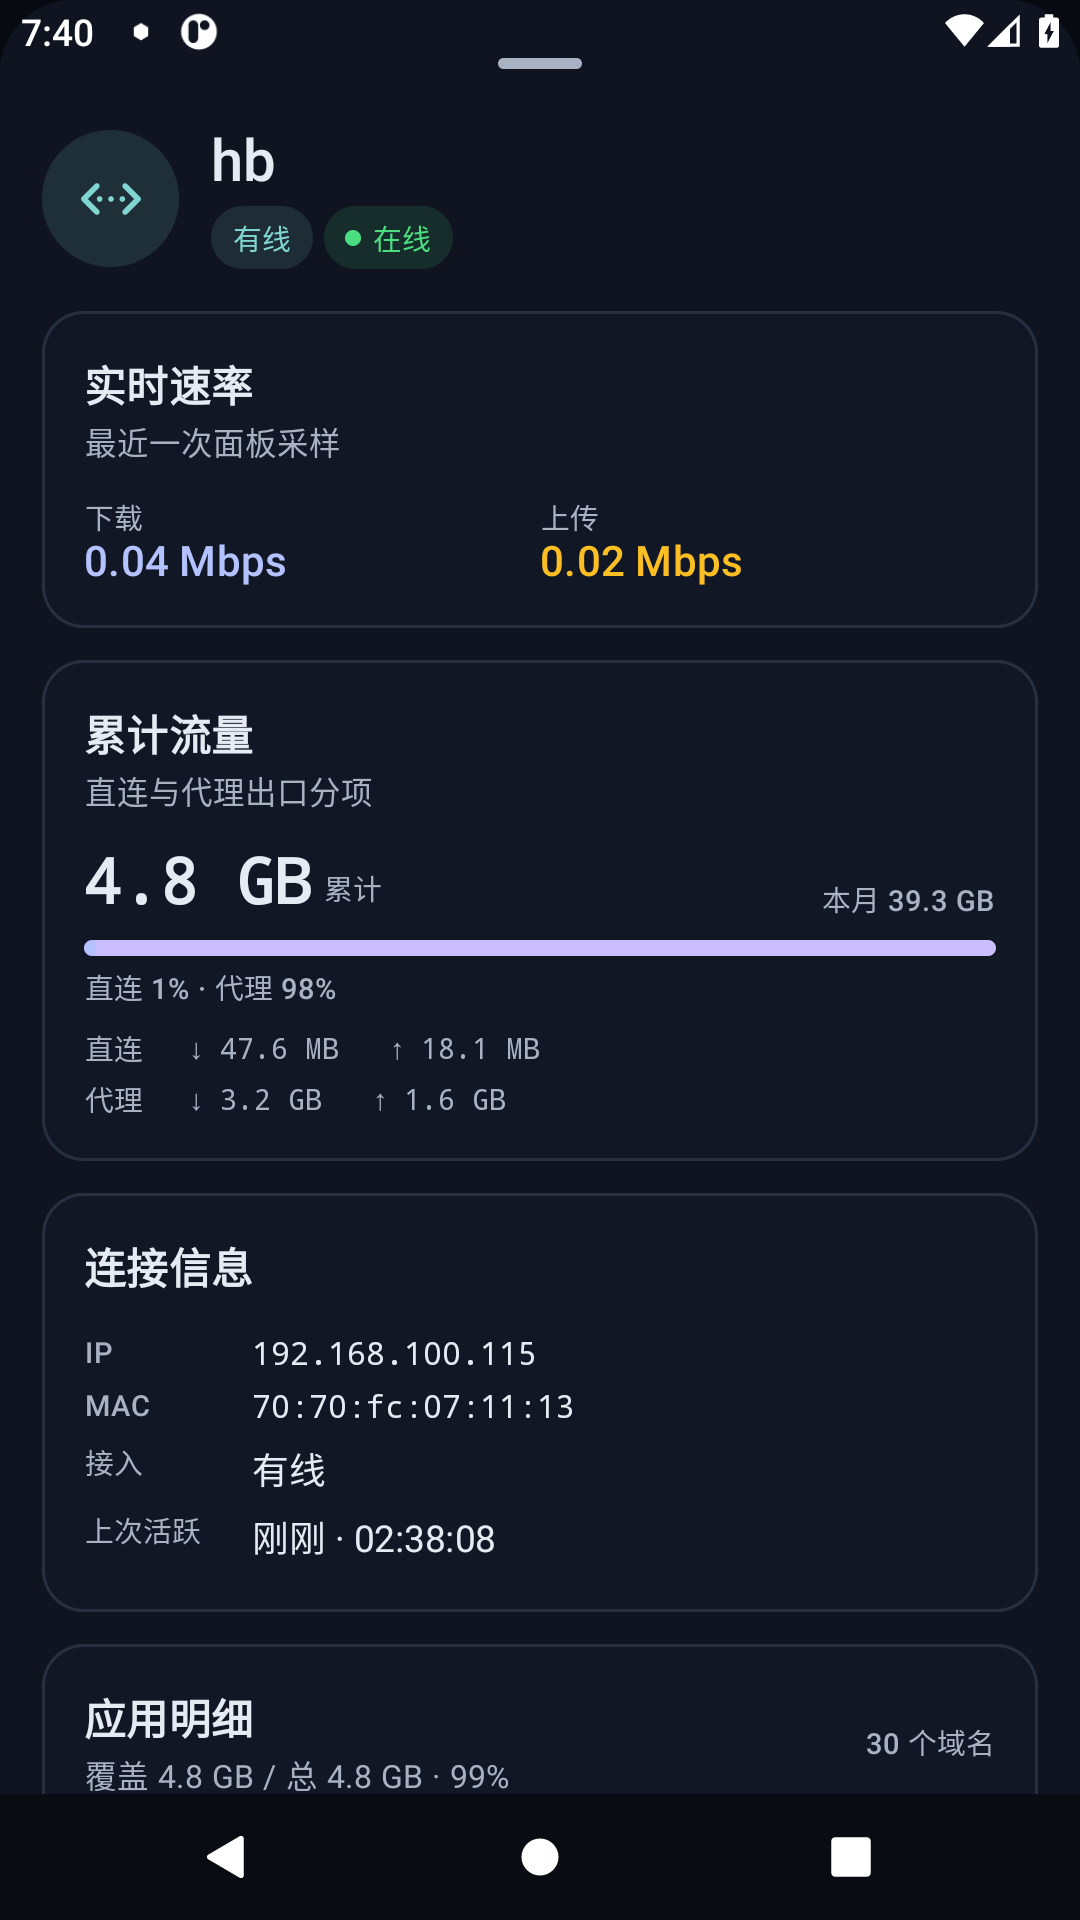 7:40
hb
有线
在线
实时速率
最近一次面板采样
下载
上传
0.04 Mbps
0.02 Mbps
累计流量
直连与代理出口分项
4.8 GB 累计
本月 39.3 GB
直连 1% · 代理 98%
直连 ↓ 47.6 MB ↑ 18.1 MB
代理 ↓ 3.2 GB ↑ 1.6 GB
连接信息
IP 192.168.100.115
MAC 70:70:fc:07:11:13
接入 有线
上次活跃 刚刚 · 02:38:08
应用明细
30 个域名
覆盖 4.8 GB / 总 4.8 GB · 99%